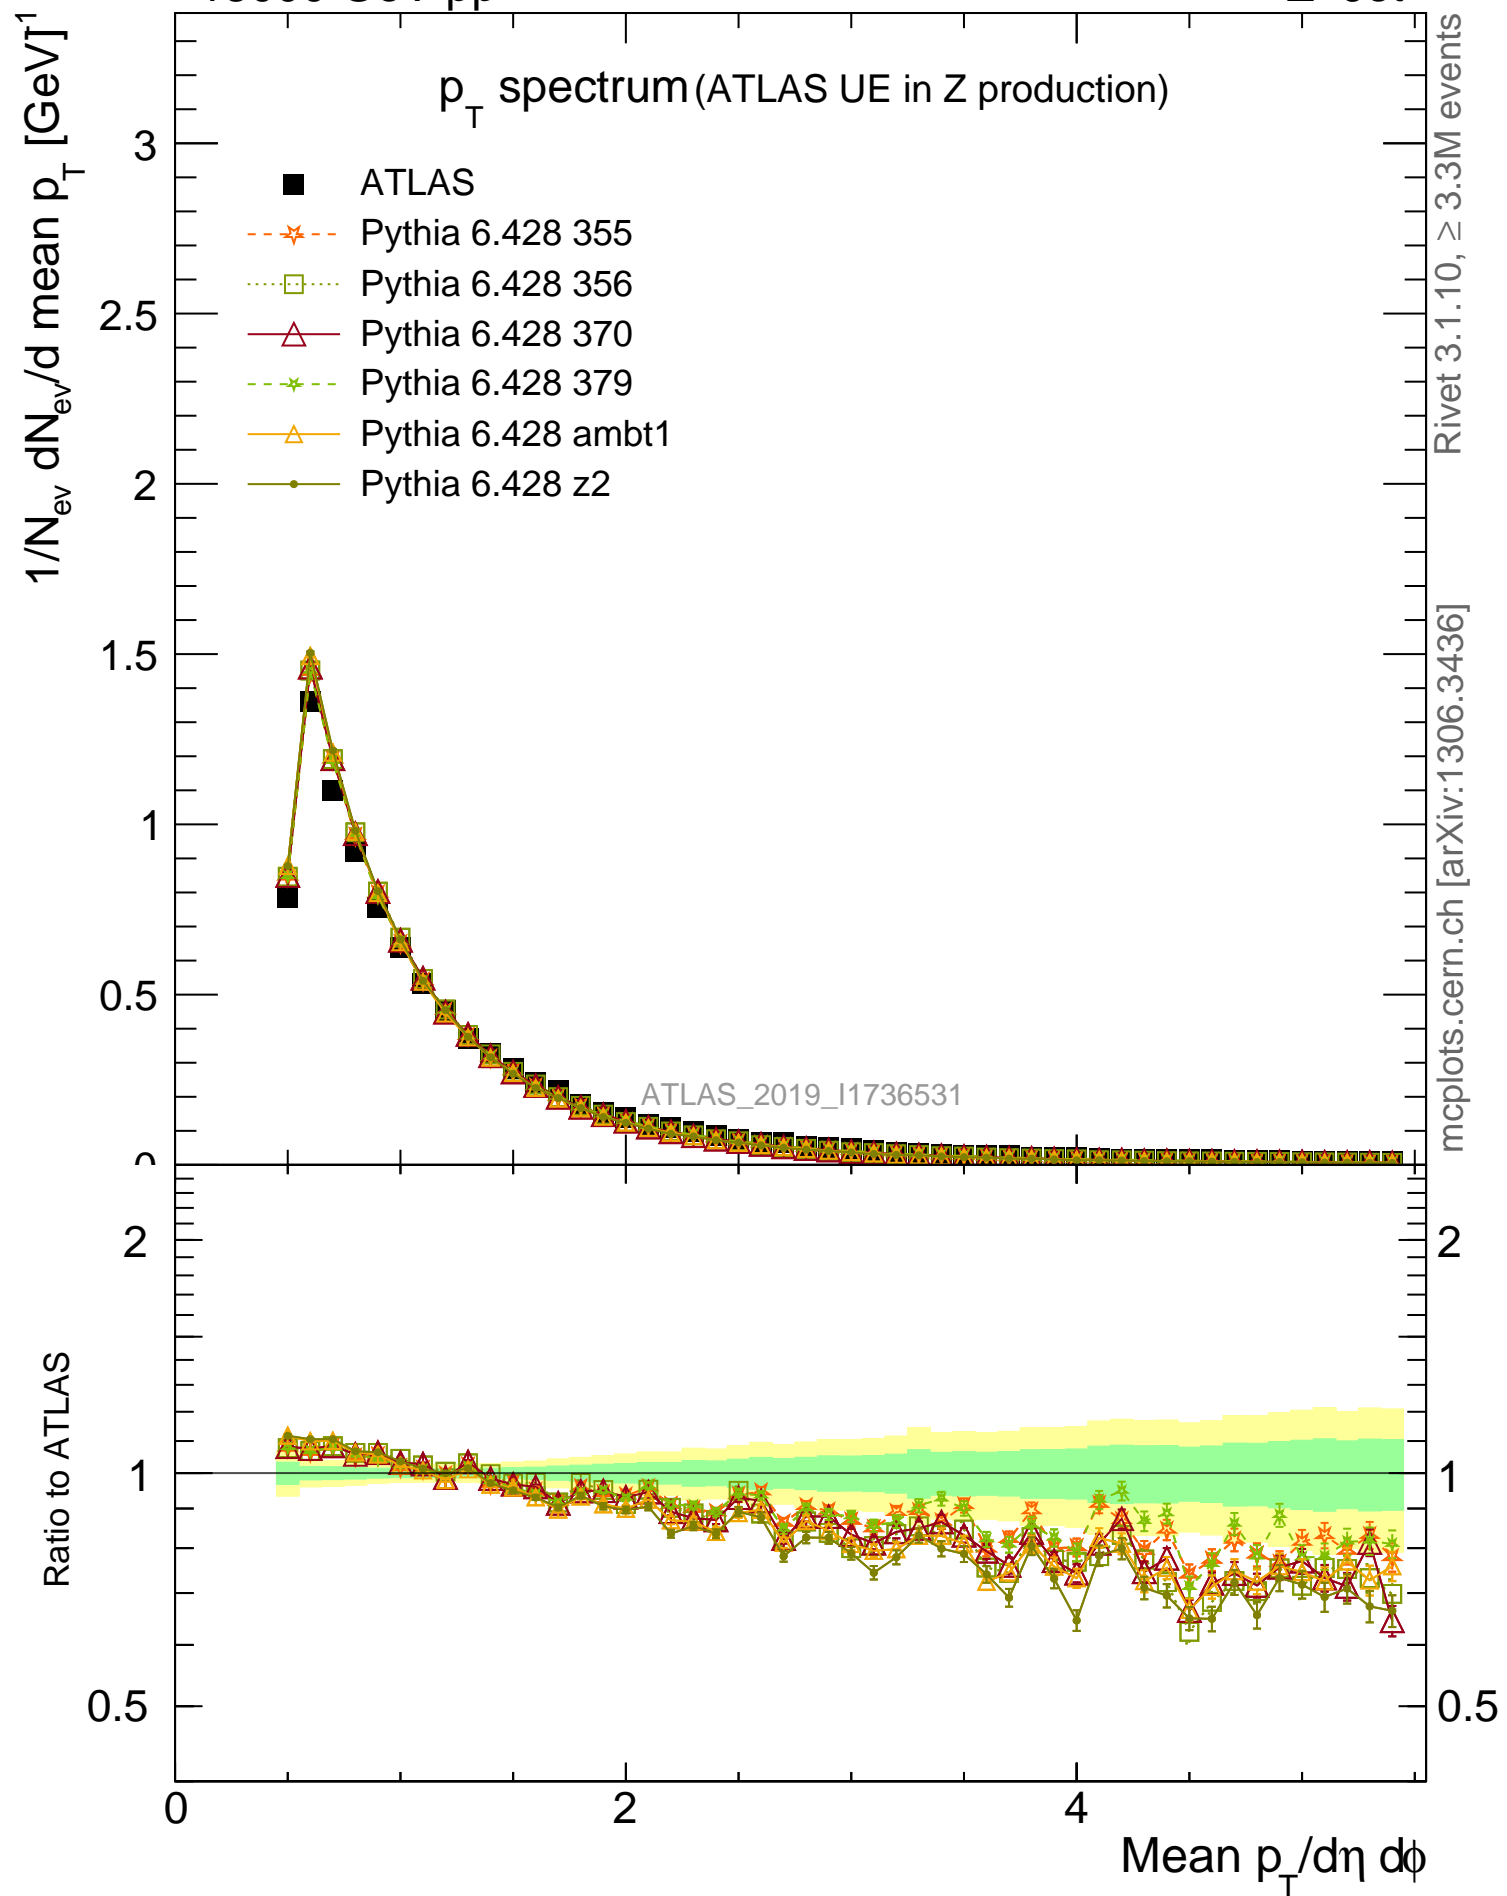 p_T spectrum (ATLAS UE in Z production)
1/N_ev dN_ev/d mean p_T [GeV]^-1
ATLAS
Pythia 6.428 355
Pythia 6.428 356
Pythia 6.428 370
Pythia 6.428 379
Pythia 6.428 ambt1
Pythia 6.428 z2
3
2.5
2
1.5
1
0.5
0
ATLAS_2019_I1736531
Rivet 3.1.10, ≥ 3.3M events
mcplots.cern.ch [arXiv:1306.3436]
Ratio to ATLAS
2
1
0.5
2
1
0.5
0
2
4
Mean p_T/dη dϕ